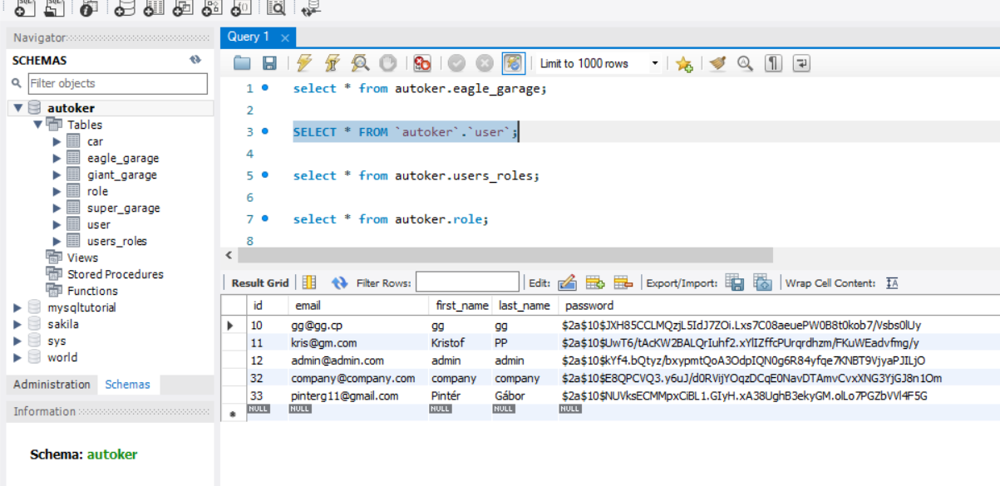 Navigator
SCHEMAS
Filter objects
autoker
Tables
car
eagle_garage
giant_garage
role
super_garage
user
users_roles
Views
Stored Procedures
Functions
mysqltutorial
sakila
sys
world
Administration Schemas
Information
Schema: autoker
Query 1
Limit to 1000 rows
1 select * from autoker.eagle_garage;
2
3 SELECT * FROM `autoker`.`user`;
4
5 select * from autoker.users_roles;
6
7 select * from autoker.role;
8
Result Grid Filter Rows: Edit: Export/Import: Wrap Cell Content:
id email first_name last_name password
10 gg@gg.cp gg gg $2a$10$JXH85CCLMQzjL5IdJ7ZOi.Lxs7C08aeuePW0B8t0kob7/Vsbs0lUy
11 kris@gm.com Kristof PP $2a$10$UwT6/tAcKW2BALQrIuhf2.xYlIZffcPUrqrdhzm/FKuWEadvfmg/y
12 admin@admin.com admin admin $2a$10$kYf4.bQtyz/bxypmtQoA3OdpIQN0g6R84yfqe7KNBT9VjyaPJILjO
32 company@company.com company company $2a$10$E8QPCVQ3.y6uJ/d0RVijYOqzDCqE0NavDTAmvCvxXNG3YjGJ8n1Om
33 pinterg11@gmail.com Pintér Gábor $2a$10$NUVksECMMpxCiBL1.GIyH.xA38UghB3ekyGM.olLo7PGZbVVl4F5G
NULL NULL NULL NULL NULL